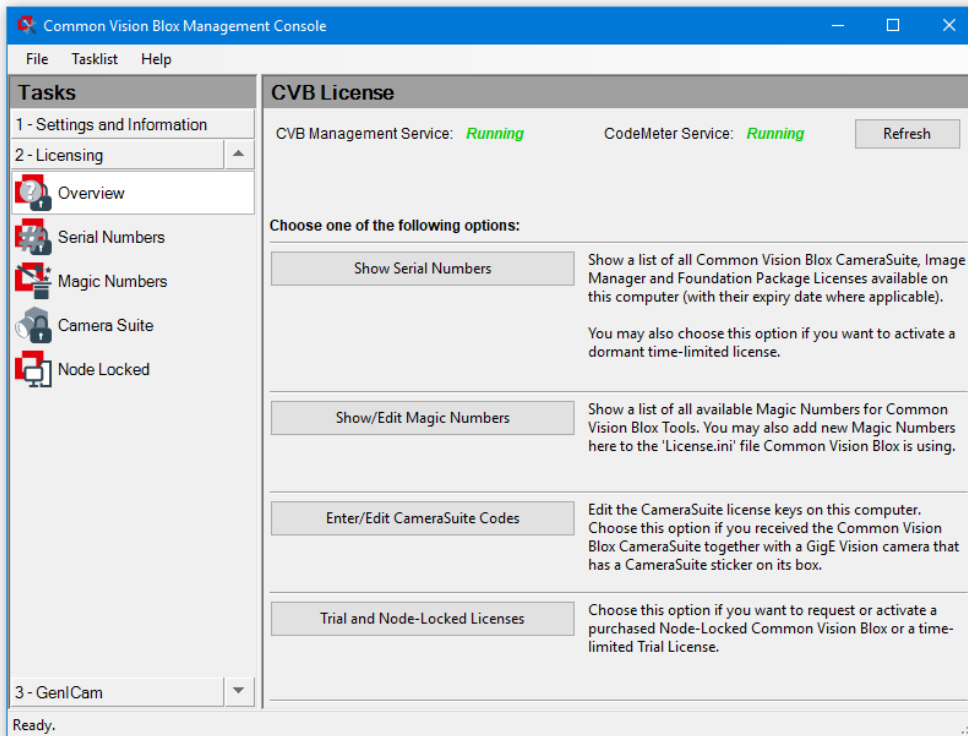 Common Vision Blox Management Console
File Tasklist Help
Tasks
1 - Settings and Information
2 - Licensing
Overview
Serial Numbers
Magic Numbers
Camera Suite
Node Locked
3 - GenICam
CVB License
CVB Management Service: Running CodeMeter Service: Running Refresh
Choose one of the following options:
Show Serial Numbers
Show a list of all Common Vision Blox CameraSuite, Image
Manager and Foundation Package Licenses available on
this computer (with their expiry date where applicable).
You may also choose this option if you want to activate a
dormant time-limited license.
Show/Edit Magic Numbers
Show a list of all available Magic Numbers for Common
Vision Blox Tools. You may also add new Magic Numbers
here to the 'License.ini' file Common Vision Blox is using.
Enter/Edit CameraSuite Codes
Edit the CameraSuite license keys on this computer.
Choose this option if you received the Common Vision
Blox CameraSuite together with a GigE Vision camera that
has a CameraSuite sticker on its box.
Trial and Node-Locked Licenses
Choose this option if you want to request or activate a
purchased Node-Locked Common Vision Blox or a time-
limited Trial License.
Ready.